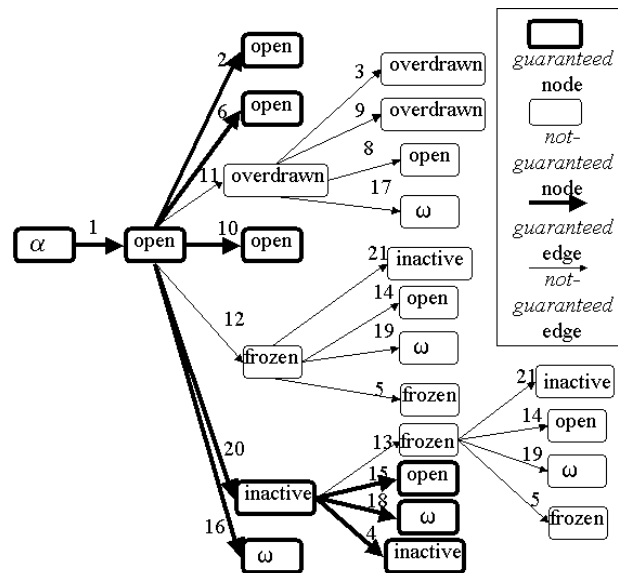 open
2
overdrawn
3
guaranteed
node
6
open
9
overdrawn
8
open
not-
guaranteed
node
11
overdrawn
17
ω
guaranteed
edge
α
1
open
10
open
21
inactive
not-
guaranteed
edge
14
open
12
19
ω
frozen
5
frozen
21
inactive
14
open
13
frozen
20
15
open
19
ω
inactive
18
ω
5
frozen
16
ω
4
inactive